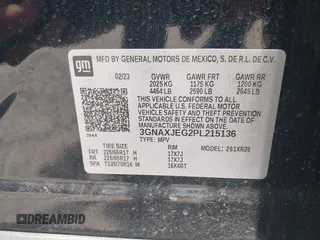 gm
MFD BY GENERAL MOTORS DE MEXICO, S. DE R.L. DE C.V.
02/23 GVWR GAWR FRT GAWR RR
2025 KG 1175 KG 1200 KG
4464 LB 2590 LB 2645 LB
THIS VEHICLE CONFORMS TO ALL APPLICABLE
U.S. FEDERAL MOTOR VEHICLE SAFETY
STANDARDS IN EFFECT ON THE DATE OF
MANUFACTURE SHOWN ABOVE.
3GNAXJEG2PL215136
TYPE: MPV MODEL: 261XR26
TIRE SIZE RIM
FRT 225/65R17 H 17X7J
RR 225/65R17 H 17X7J
SPA T135/70R16 M 16X4BT
DREAMBID